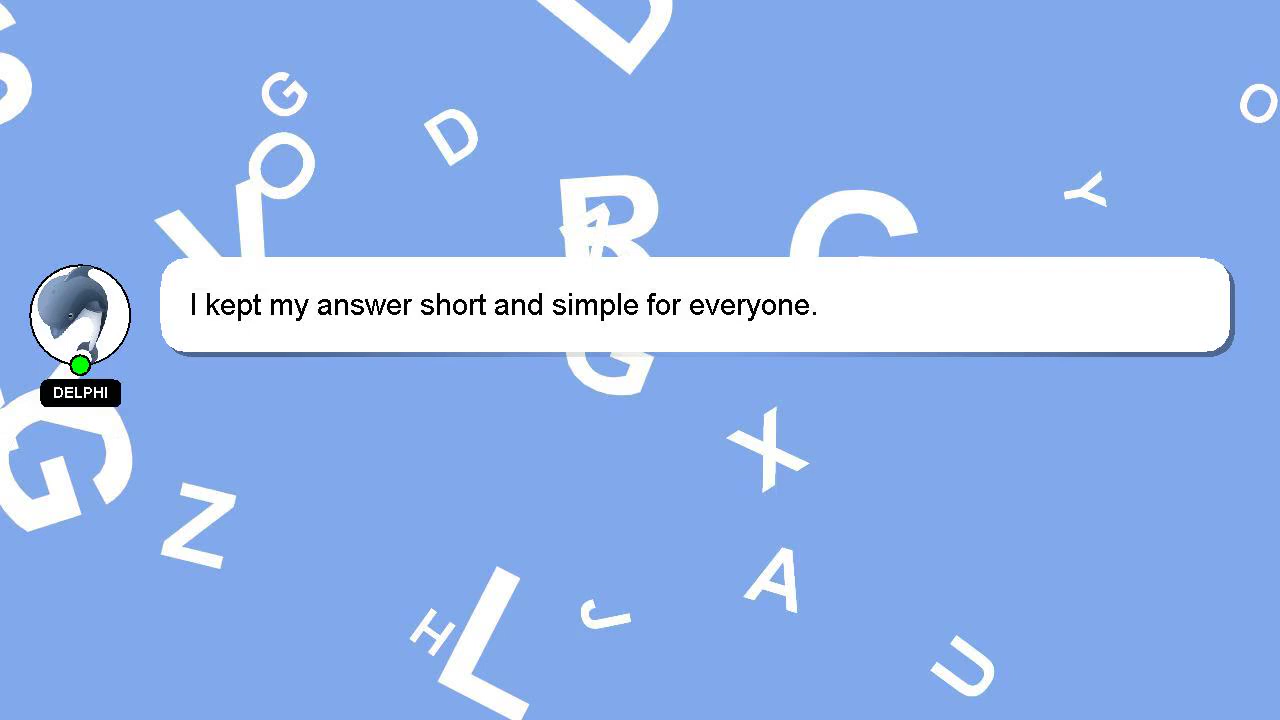 I kept my answer short and simple for everyone.
DELPHI
S
G
D
D
O
O
V
R
C
Y
G
G
X
Z
A
H
L
J
U